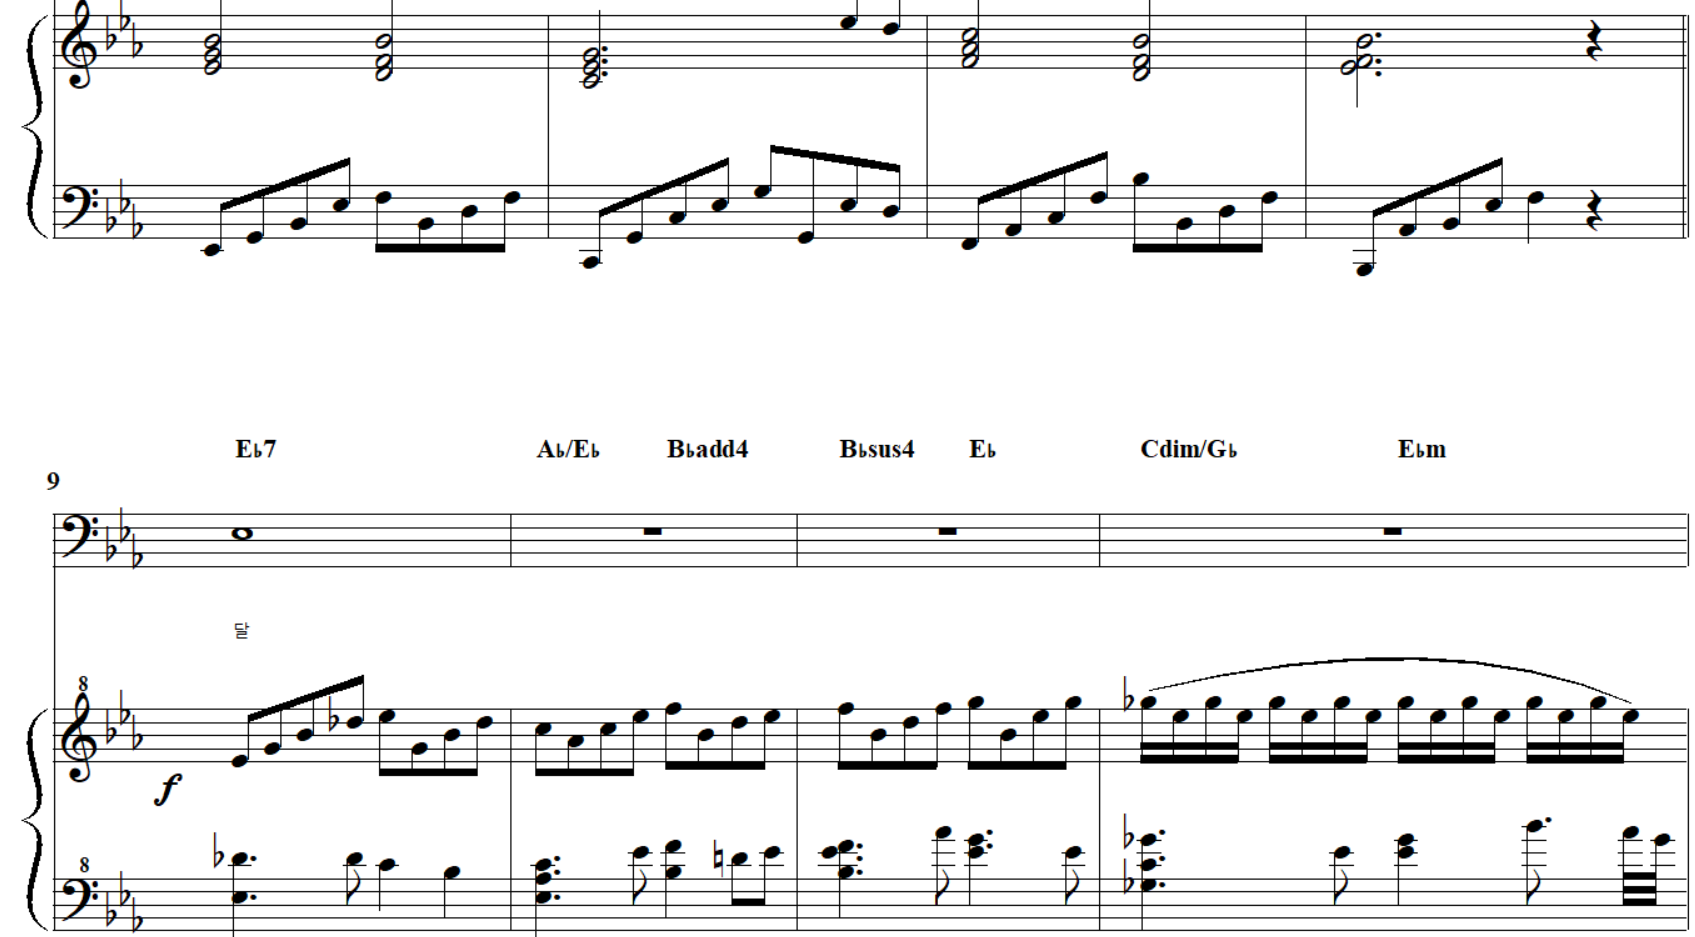 E♭7 A♭/E♭ B♭add4 B♭sus4 E♭ Cdim/G♭ E♭m
9
달
8
f
8